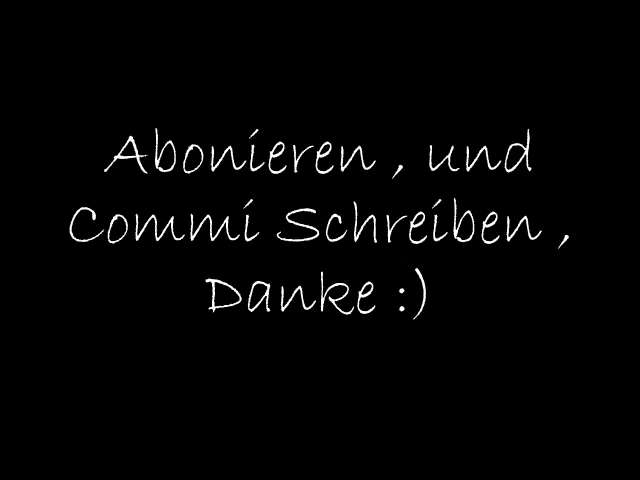 Abonieren , und
Commi Schreiben ,
Danke :)